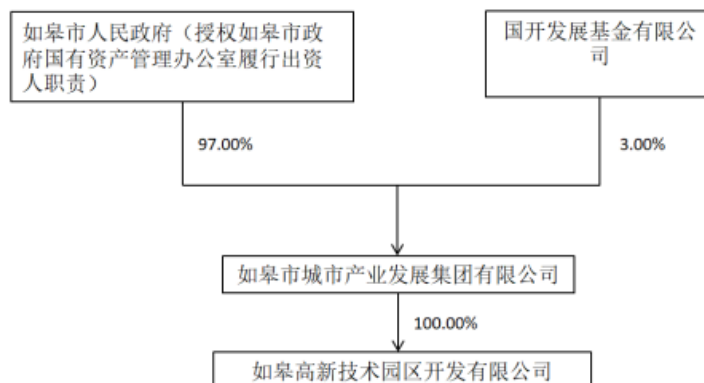 如皋市人民政府（授权如皋市政
府国有资产管理办公室履行出资
人职责）
国开发展基金有限公
司
97.00%
3.00%
如皋市城市产业发展集团有限公司
100.00%
如皋高新技术园区开发有限公司